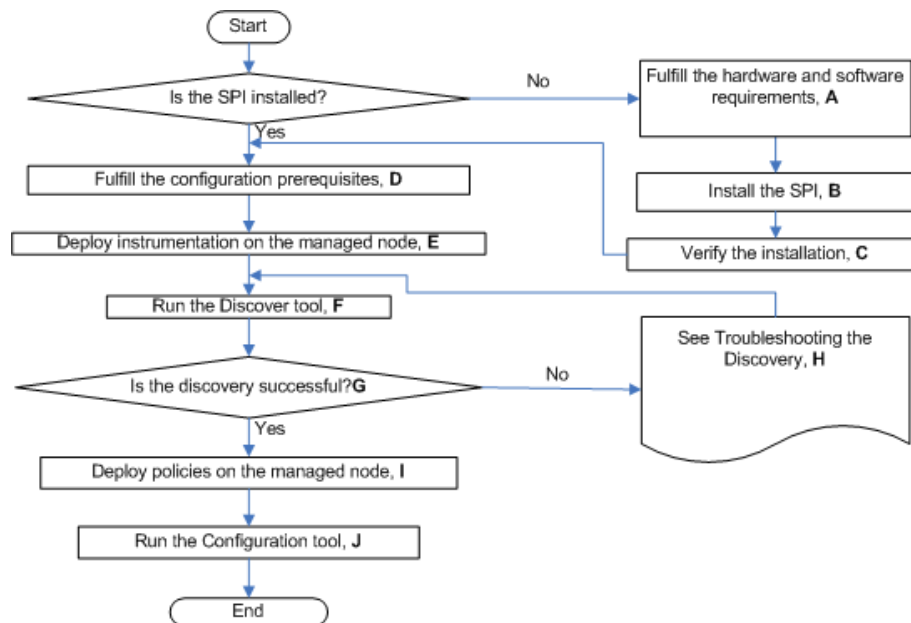 Start
Is the SPI installed?
No
Fulfill the hardware and software
requirements, A
Yes
Fulfill the configuration prerequisites, D
Install the SPI, B
Deploy instrumentation on the managed node, E
Verify the installation, C
Run the Discover tool, F
See Troubleshooting the
Discovery, H
Is the discovery successful?G
No
Yes
Deploy policies on the managed node, I
Run the Configuration tool, J
End